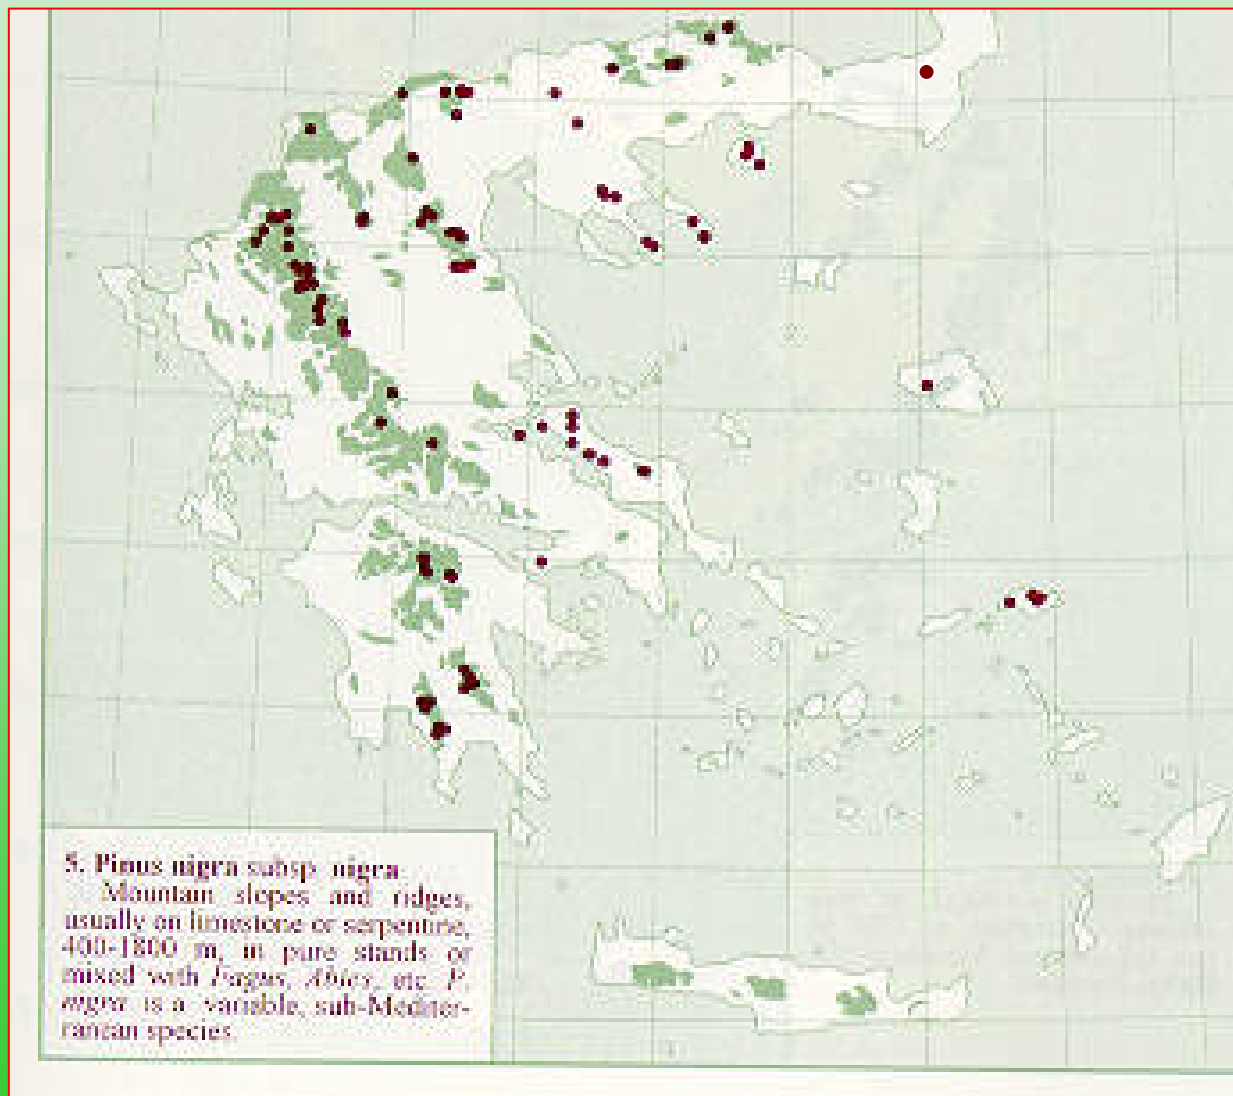 5. Pinus nigra subsp. nigra
Mountain slopes and ridges,
usually on limestone or serpentine,
400-1800 m, in pure stands or
mixed with Fagus, Abies, etc. P.
nigra is a variable, sub-Mediter-
ranean species.